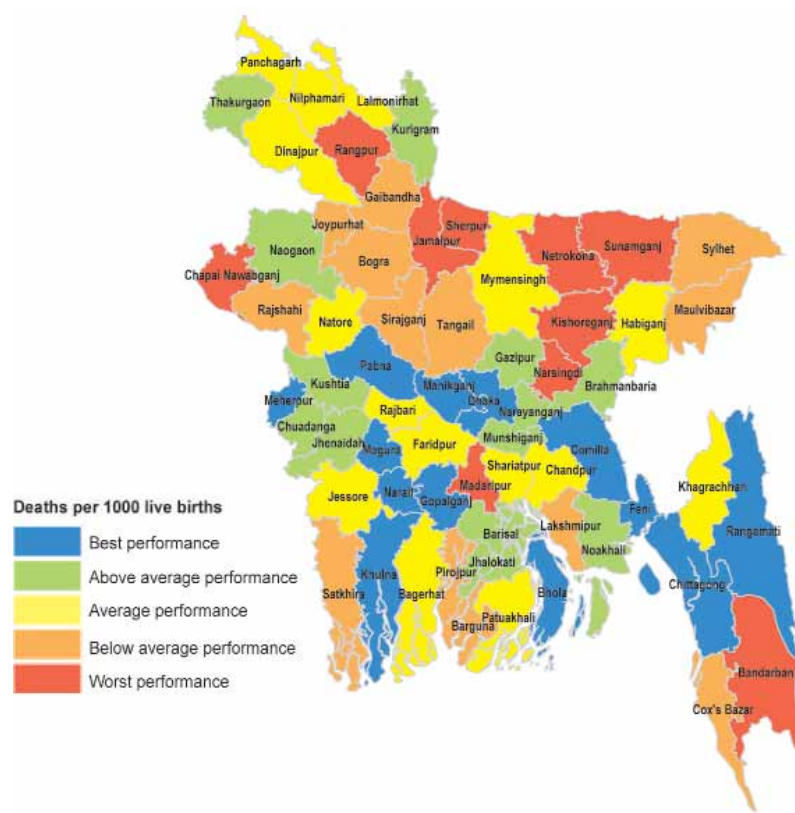 Panchagarh
Thakurgaon
Nilphamari
Lalmonirhat
Kurigram
Dinajpur
Rangpur
Gaibandha
Joypurhat
Jamalpur
Sherpur
Naogaon
Bogra
Chapai Nawabganj
Mymensingh
Netrokona
Sunamganj
Sylhet
Rajshahi
Natore
Sirajganj
Tangail
Kishoreganj
Habiganj
Maulvibazar
Pabna
Gazipur
Narsingdi
Kushtia
Manikganj
Dhaka
Brahmanbaria
Meherpur
Rajbari
Narayanganj
Chuadanga
Jhenaidah
Magura
Faridpur
Munshiganj
Comilla
Shariatpur
Chandpur
Jessore
Narail
Gopalganj
Madaripur
Khagrachhari
Feni
Rangamati
Barisal
Lakshmipur
Noakhali
Jhalokati
Pirojpur
Satkhira
Khulna
Bagerhat
Bhola
Chittagong
Patuakhali
Barguna
Bandarban
Cox's Bazar
Deaths per 1000 live births
Best performance
Above average performance
Average performance
Below average performance
Worst performance